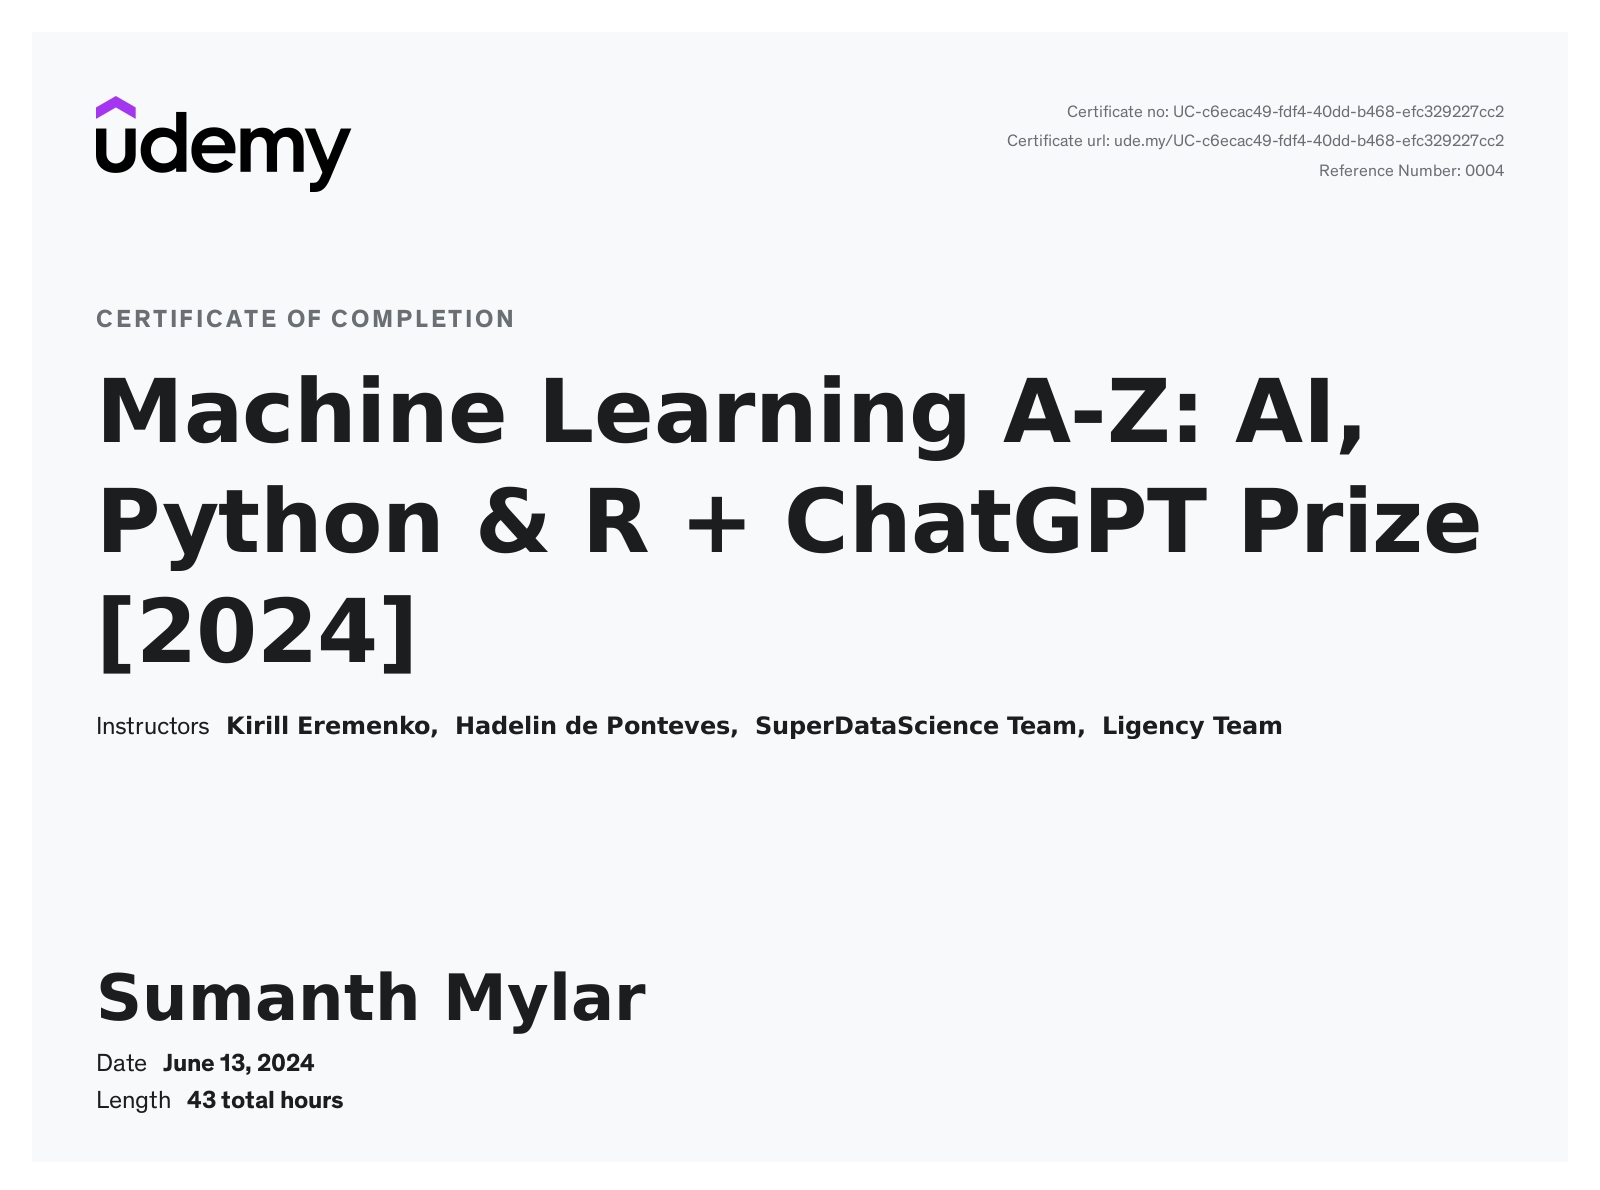 udemy
Certificate no: UC-c6ecac49-fdf4-40dd-b468-efc329227cc2
Certificate url: ude.my/UC-c6ecac49-fdf4-40dd-b468-efc329227cc2
Reference Number: 0004
CERTIFICATE OF COMPLETION
Machine Learning A-Z: AI,
Python & R + ChatGPT Prize
[2024]
Instructors Kirill Eremenko, Hadelin de Ponteves, SuperDataScience Team, Ligency Team
Sumanth Mylar
Date June 13, 2024
Length 43 total hours